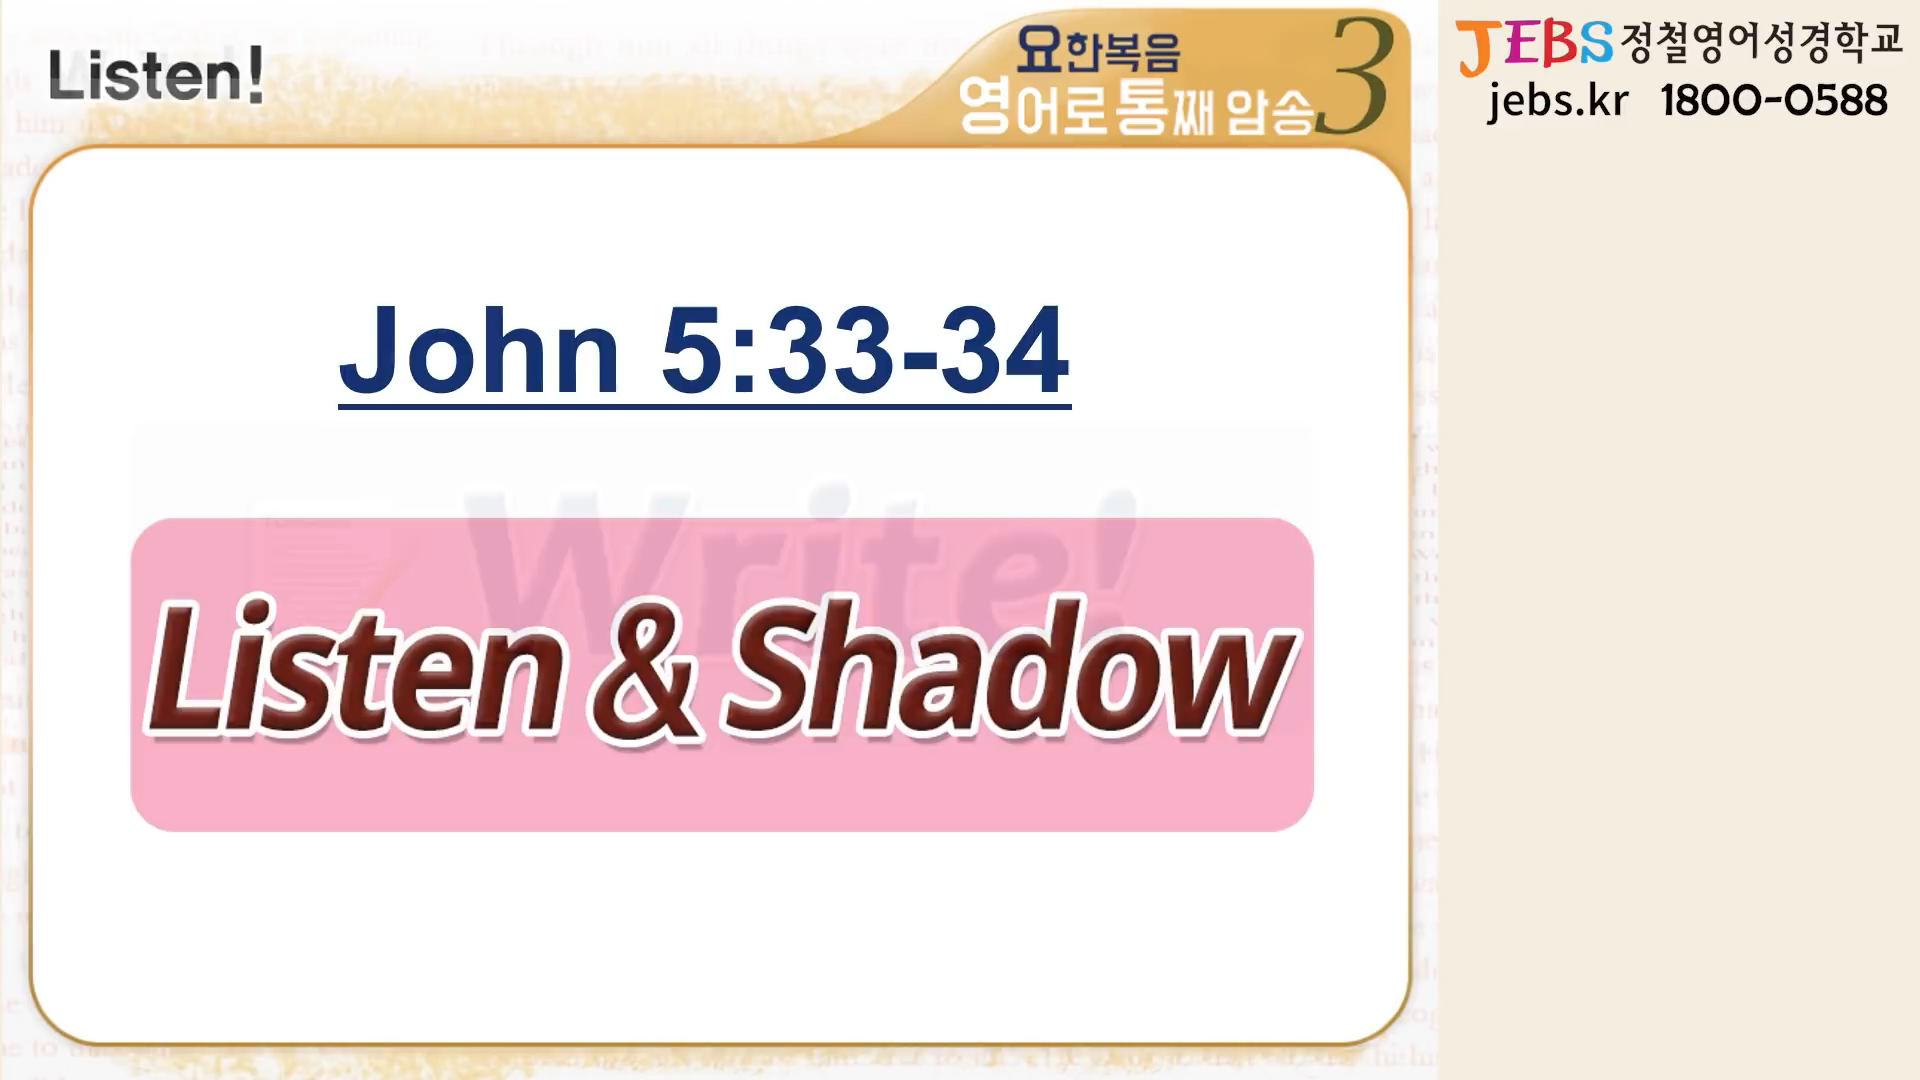 Listen!
요한복음
영어로 통째 암송 3
JEBS 정철영어성경학교
jebs.kr 1800-0588
John 5:33-34
Write!
Listen & Shadow